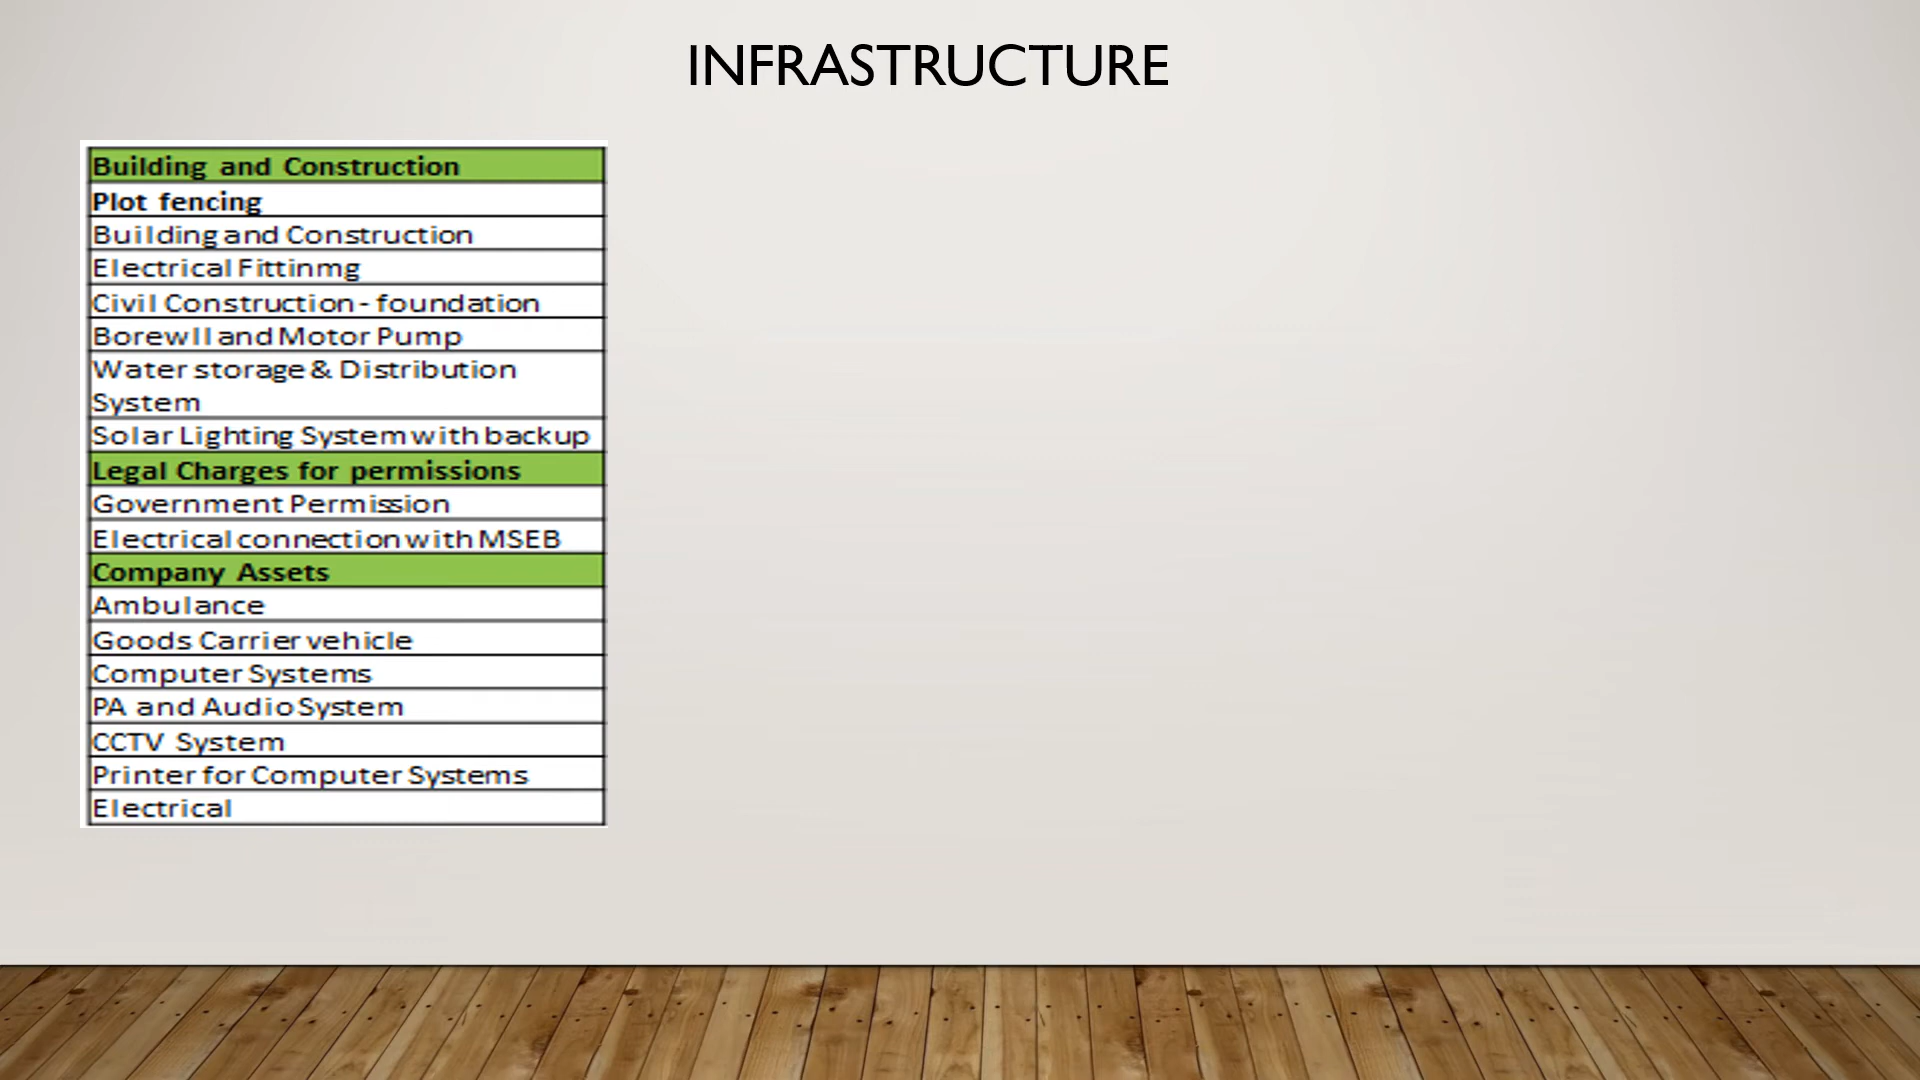 INFRASTRUCTURE
Building and Construction
Plot fencing
Building and Construction
Electrical Fittinmg
Civil Construction - foundation
Borewll and Motor Pump
Water storage & Distribution
System
Solar Lighting System with backup
Legal Charges for permissions
Government Permission
Electrical connection with MSEB
Company Assets
Ambulance
Goods Carrier vehicle
Computer Systems
PA and Audio System
CCTV System
Printer for Computer Systems
Electrical